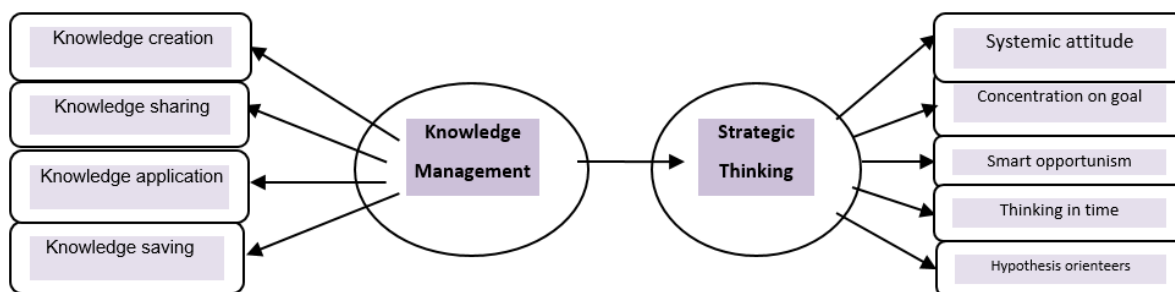 Knowledge creation
Knowledge sharing
Knowledge application
Knowledge saving
Knowledge
Management
Strategic
Thinking
Systemic attitude
Concentration on goal
Smart opportunism
Thinking in time
Hypothesis orienteers